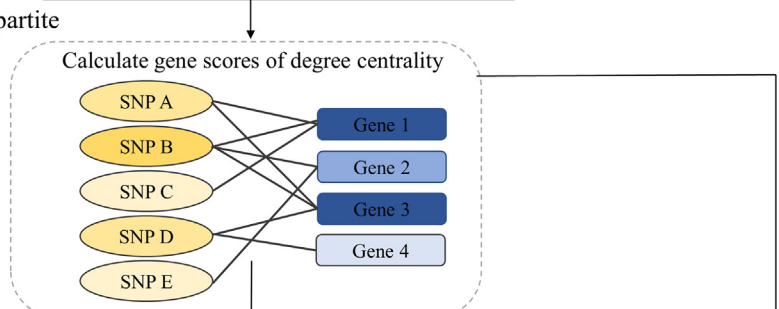 partite
Calculate gene scores of degree centrality
SNP A
Gene 1
SNP B
Gene 2
SNP C
Gene 3
SNP D
Gene 4
SNP E